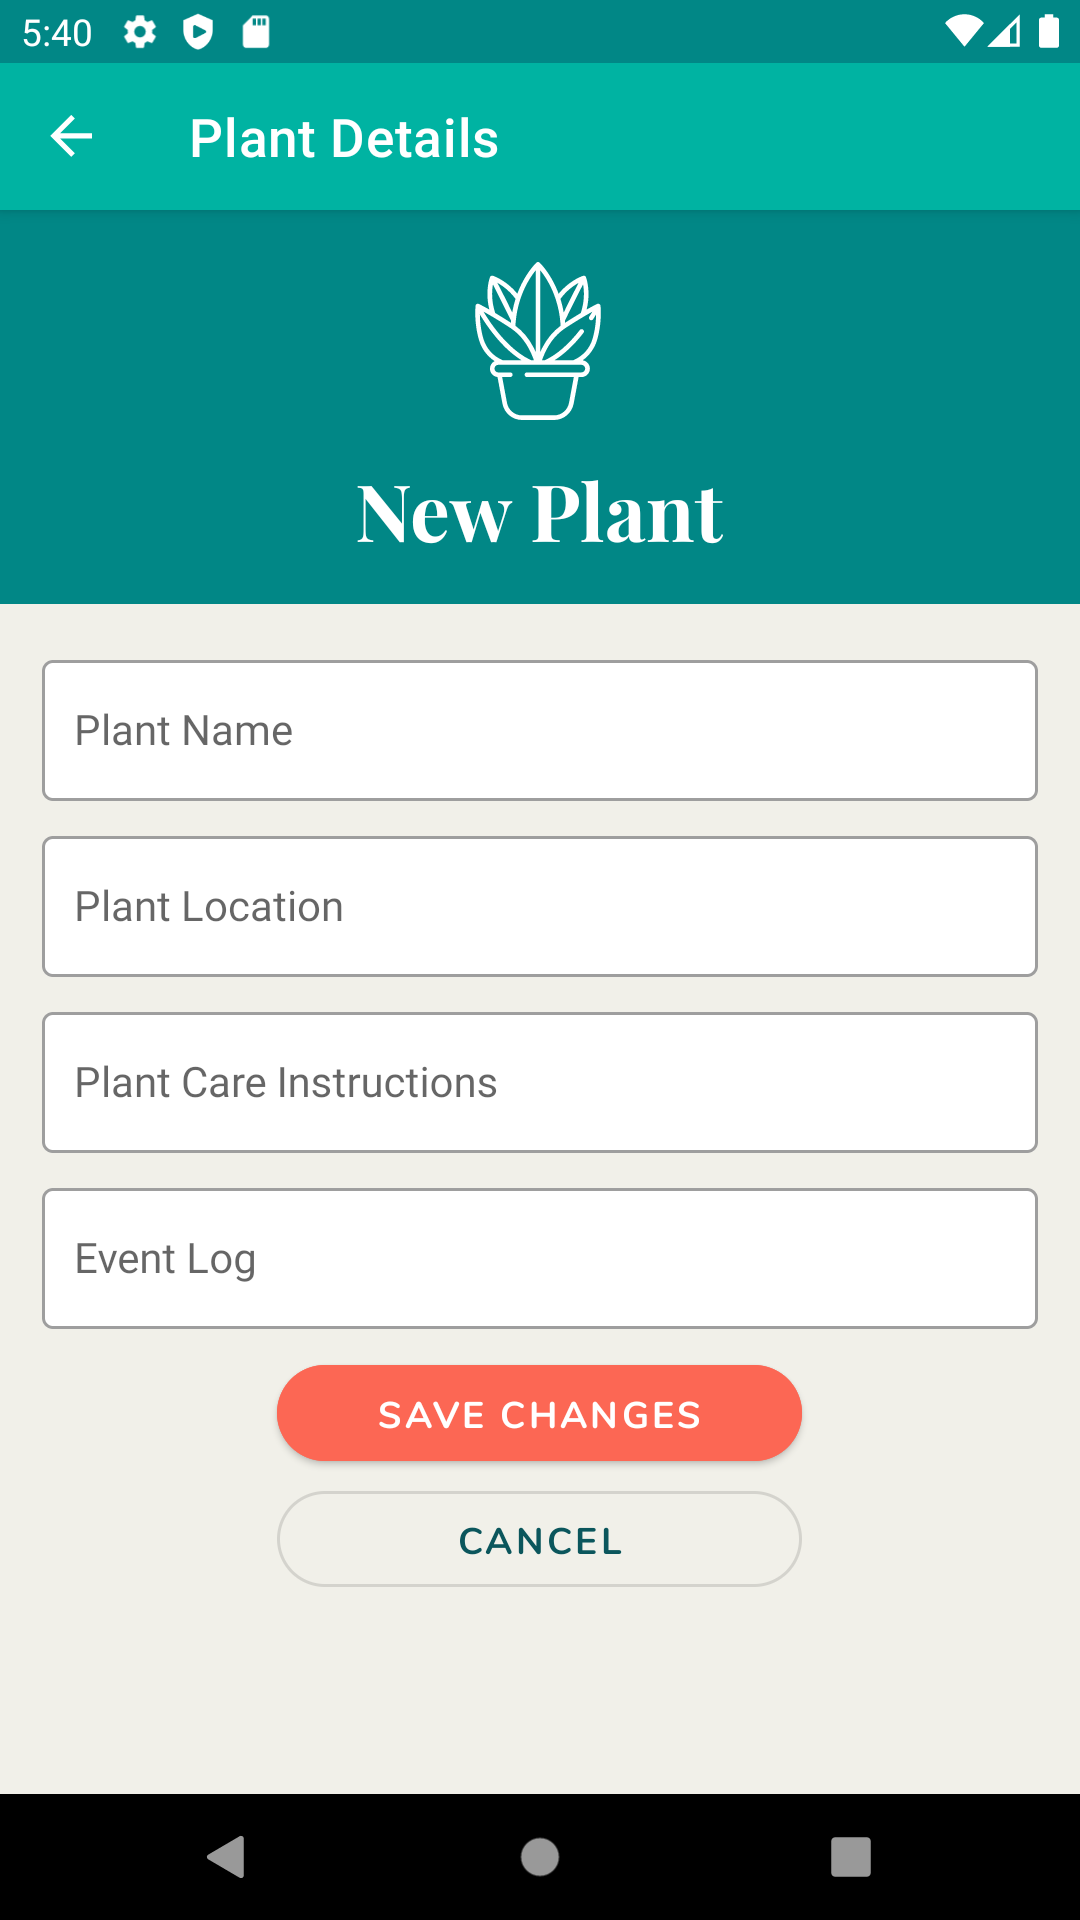 5:40
Plant Details
New Plant
Plant Name
Plant Location
Plant Care Instructions
Event Log
SAVE CHANGES
CANCEL